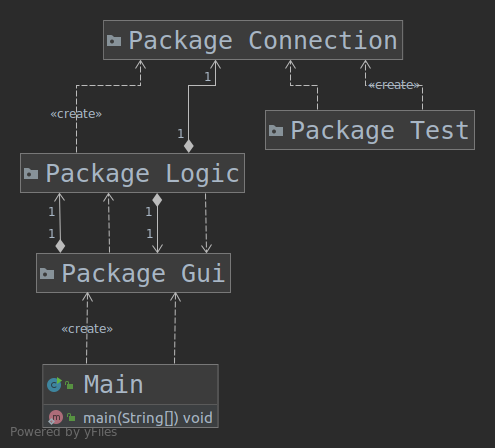 Package Connection
1
«create»
«create»
Package Test
1
Package Logic
1
1
1
1
Package Gui
«create»
Main
main(String[]) void
Powered by yFiles